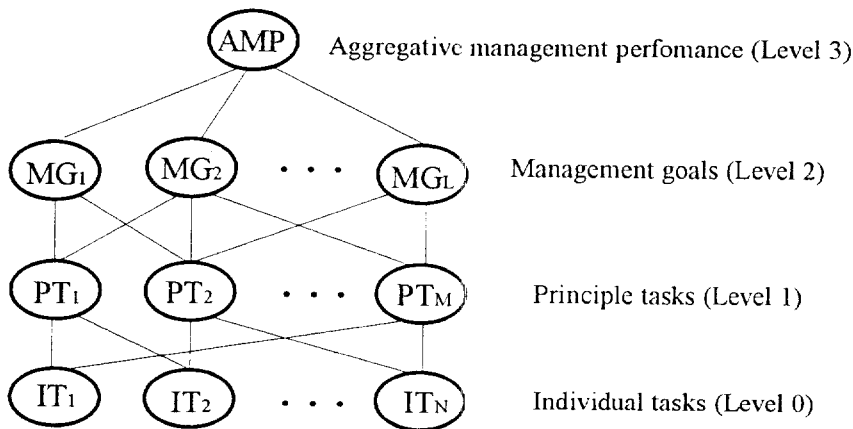 AMP Aggregative management perfomance (Level 3)
MG1 MG2 · · · MGL Management goals (Level 2)
PT1 PT2 · · · PTM Principle tasks (Level 1)
IT1 IT2 · · · ITN Individual tasks (Level 0)